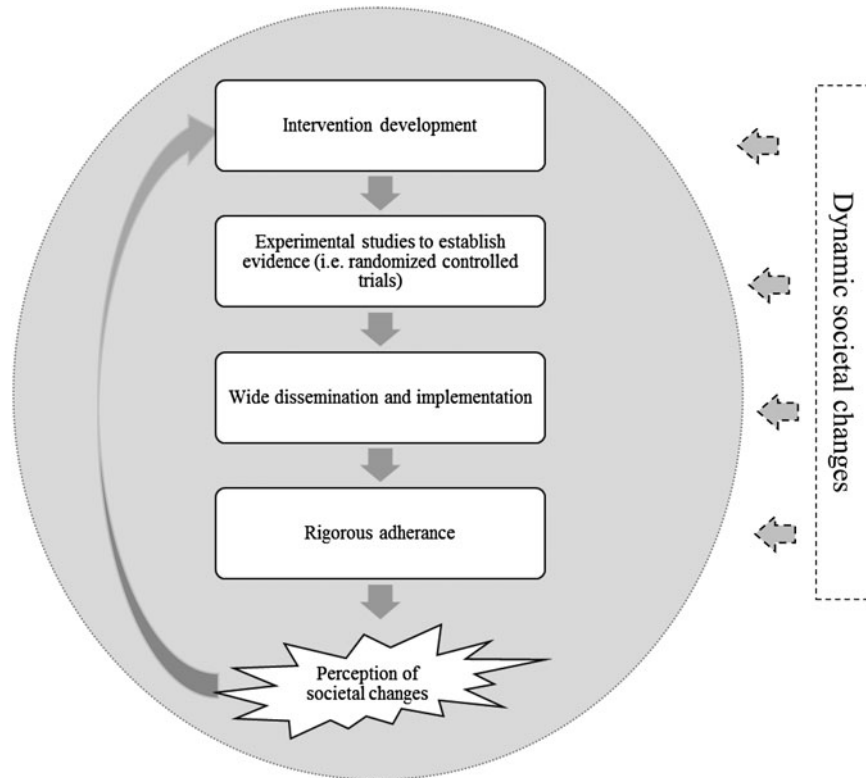 Intervention development
Experimental studies to establish
evidence (i.e. randomized controlled
trials)
Wide dissemination and implementation
Rigorous adherance
Perception of
societal changes
Dynamic societal changes